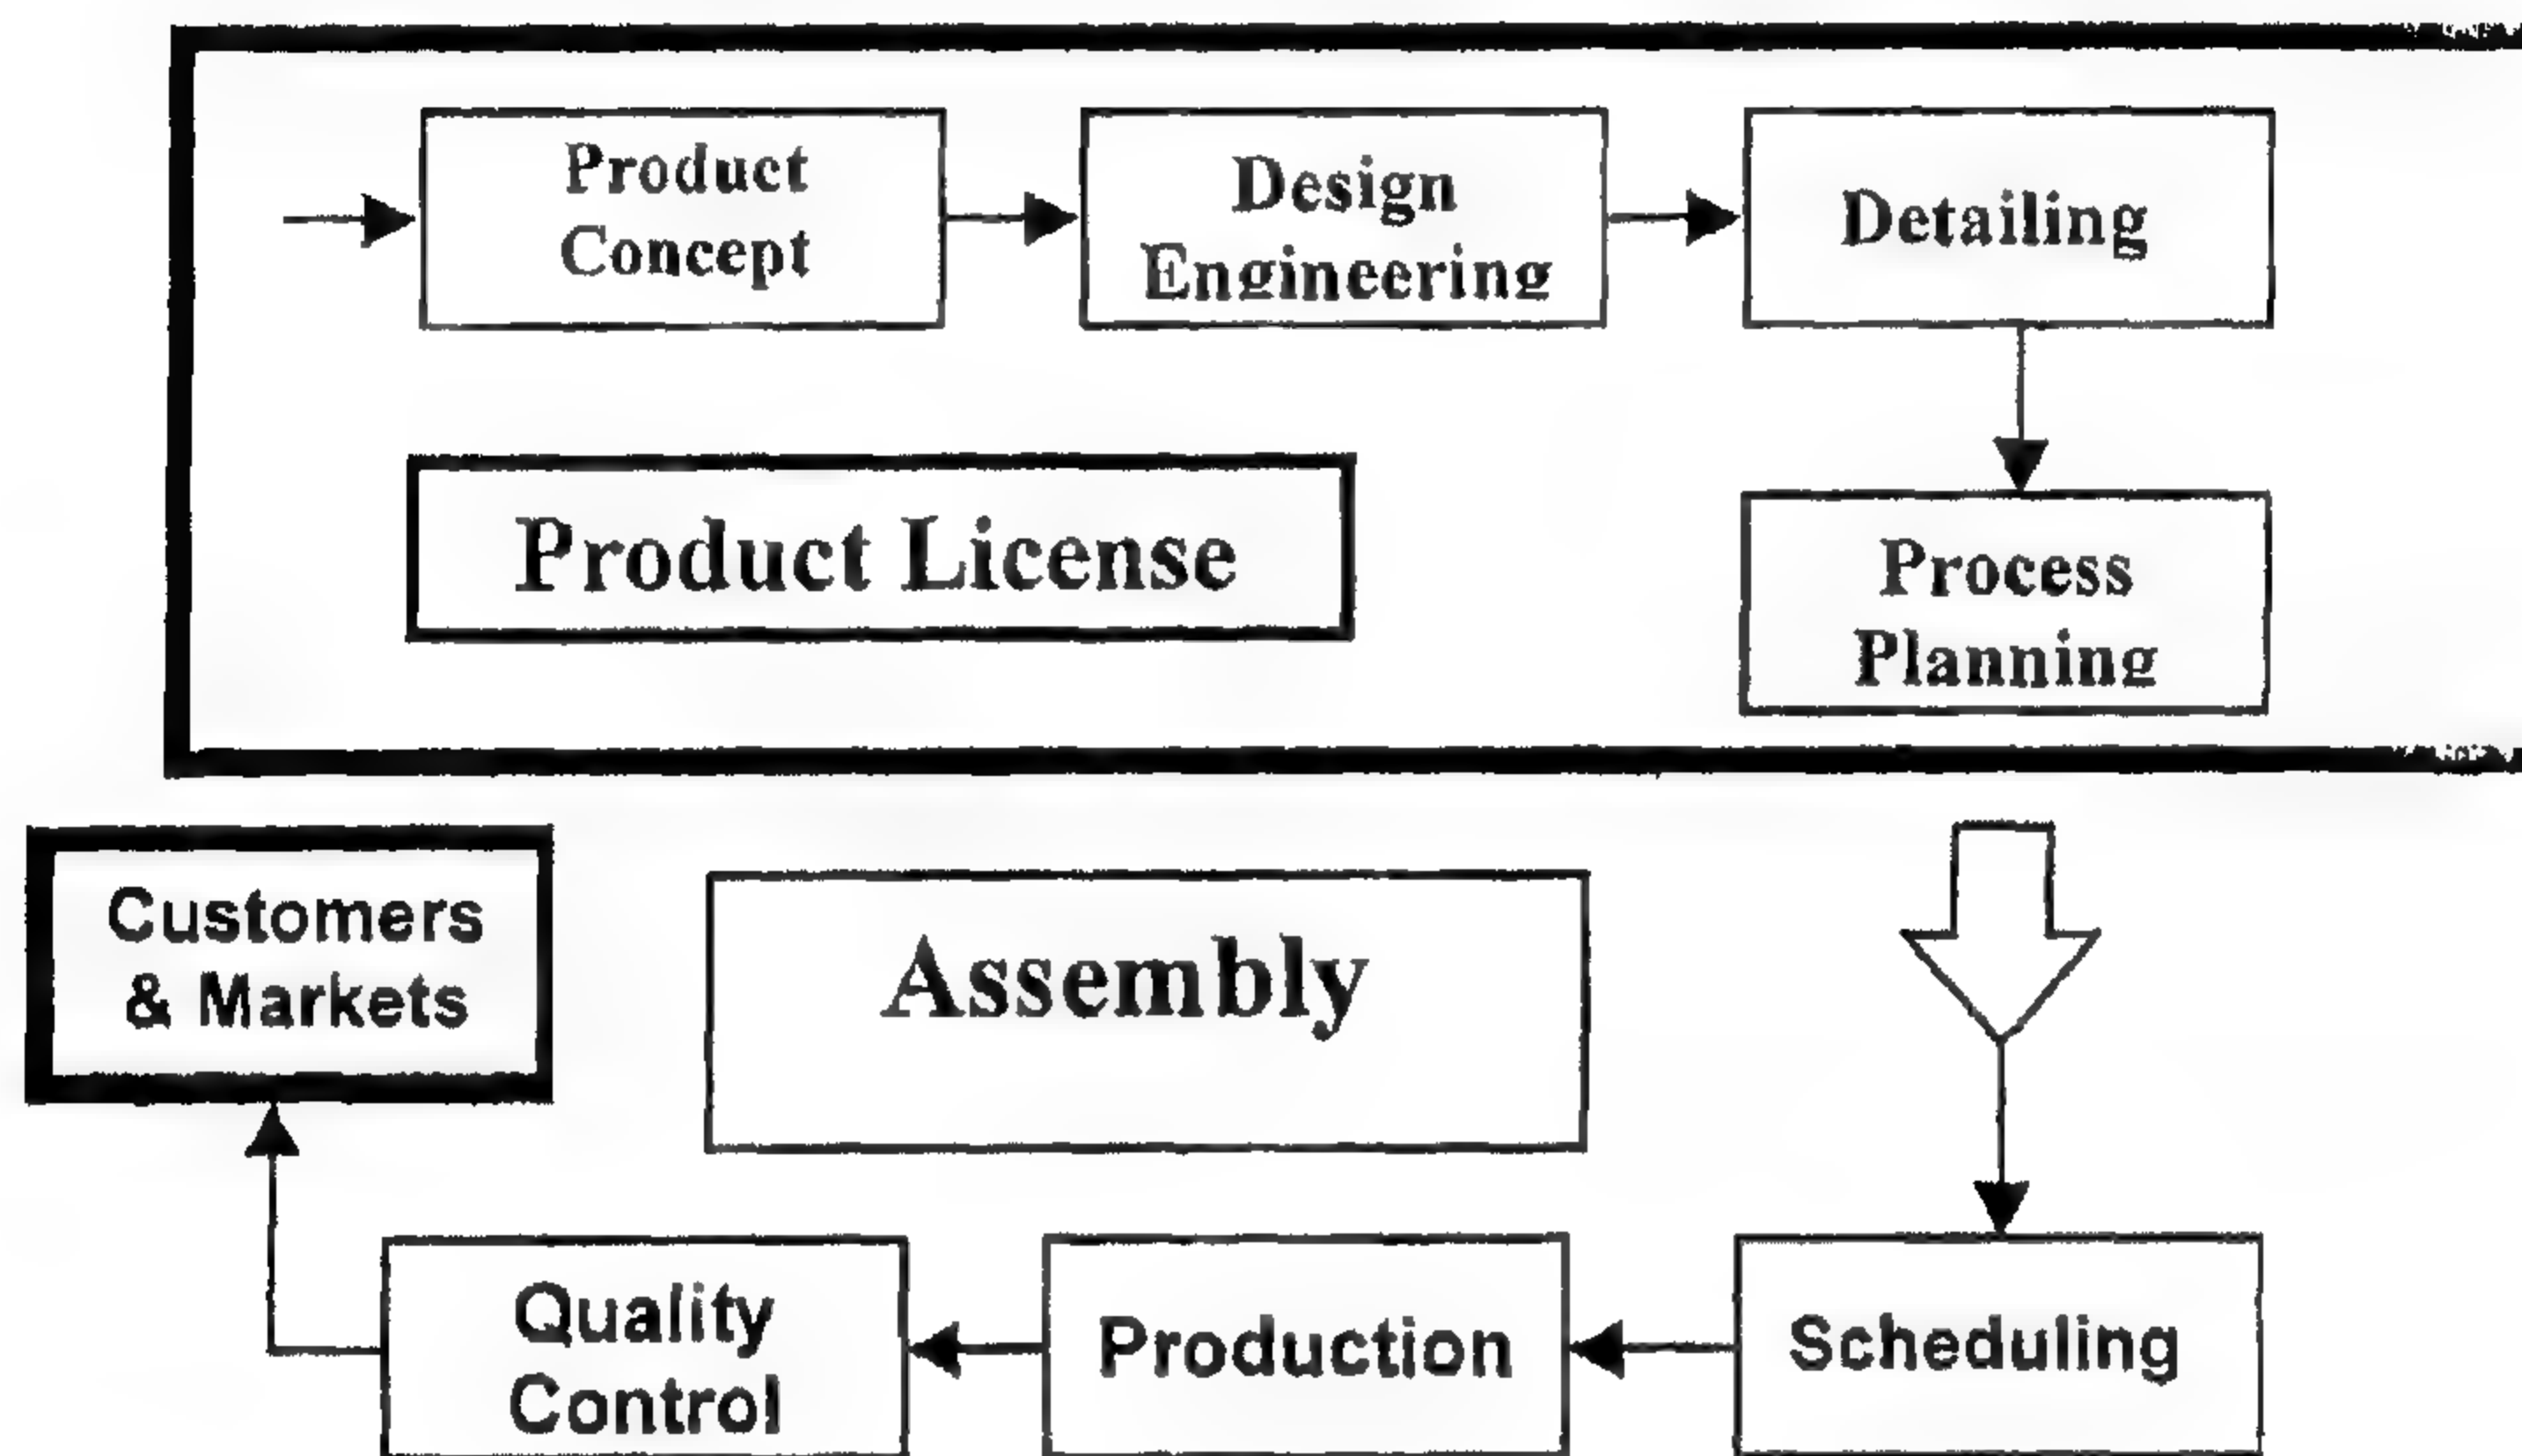 Product
Concept
Design
Engineering
Detailing
Product License
Process
Planning
Customers
& Markets
Assembly
Quality
Control
Production
Scheduling